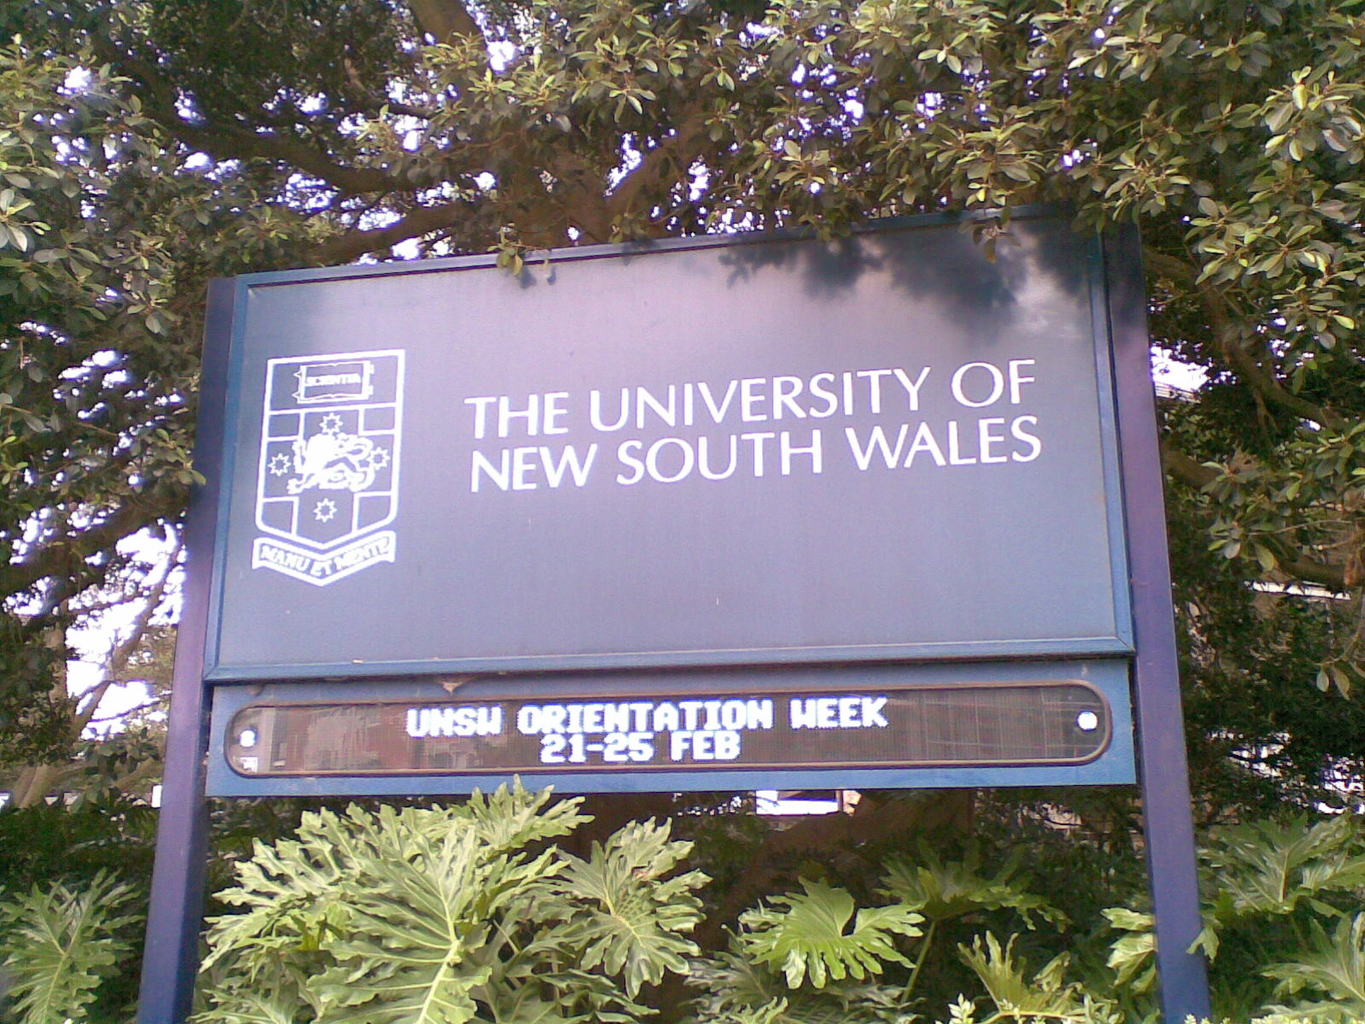 SCIENTIA
MANU ET MENTE
THE UNIVERSITY OF
NEW SOUTH WALES
UNSW ORIENTATION WEEK
21-25 FEB